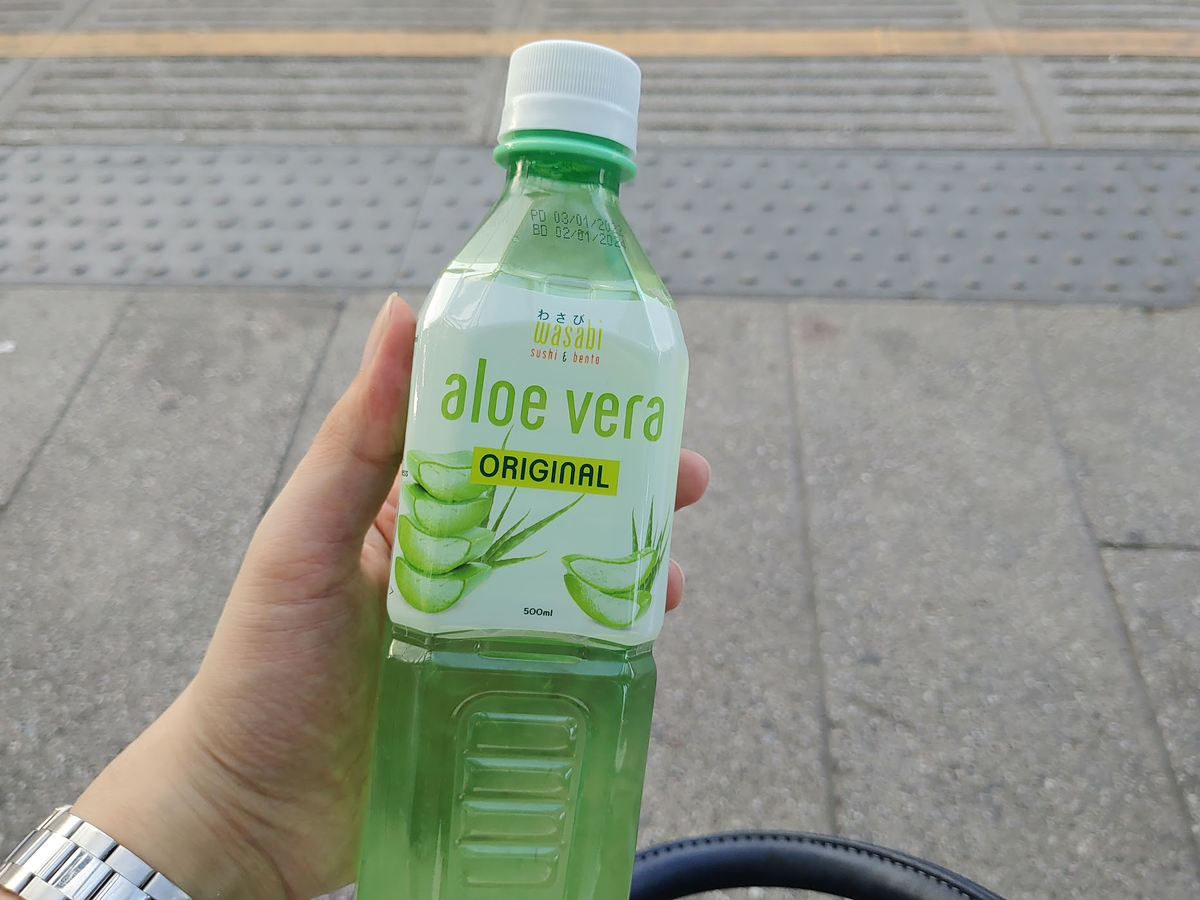 PD 03/01/202
BD 02/01/202
わさび
wasabi
sushi & bento
aloe vera
ORIGINAL
500ml